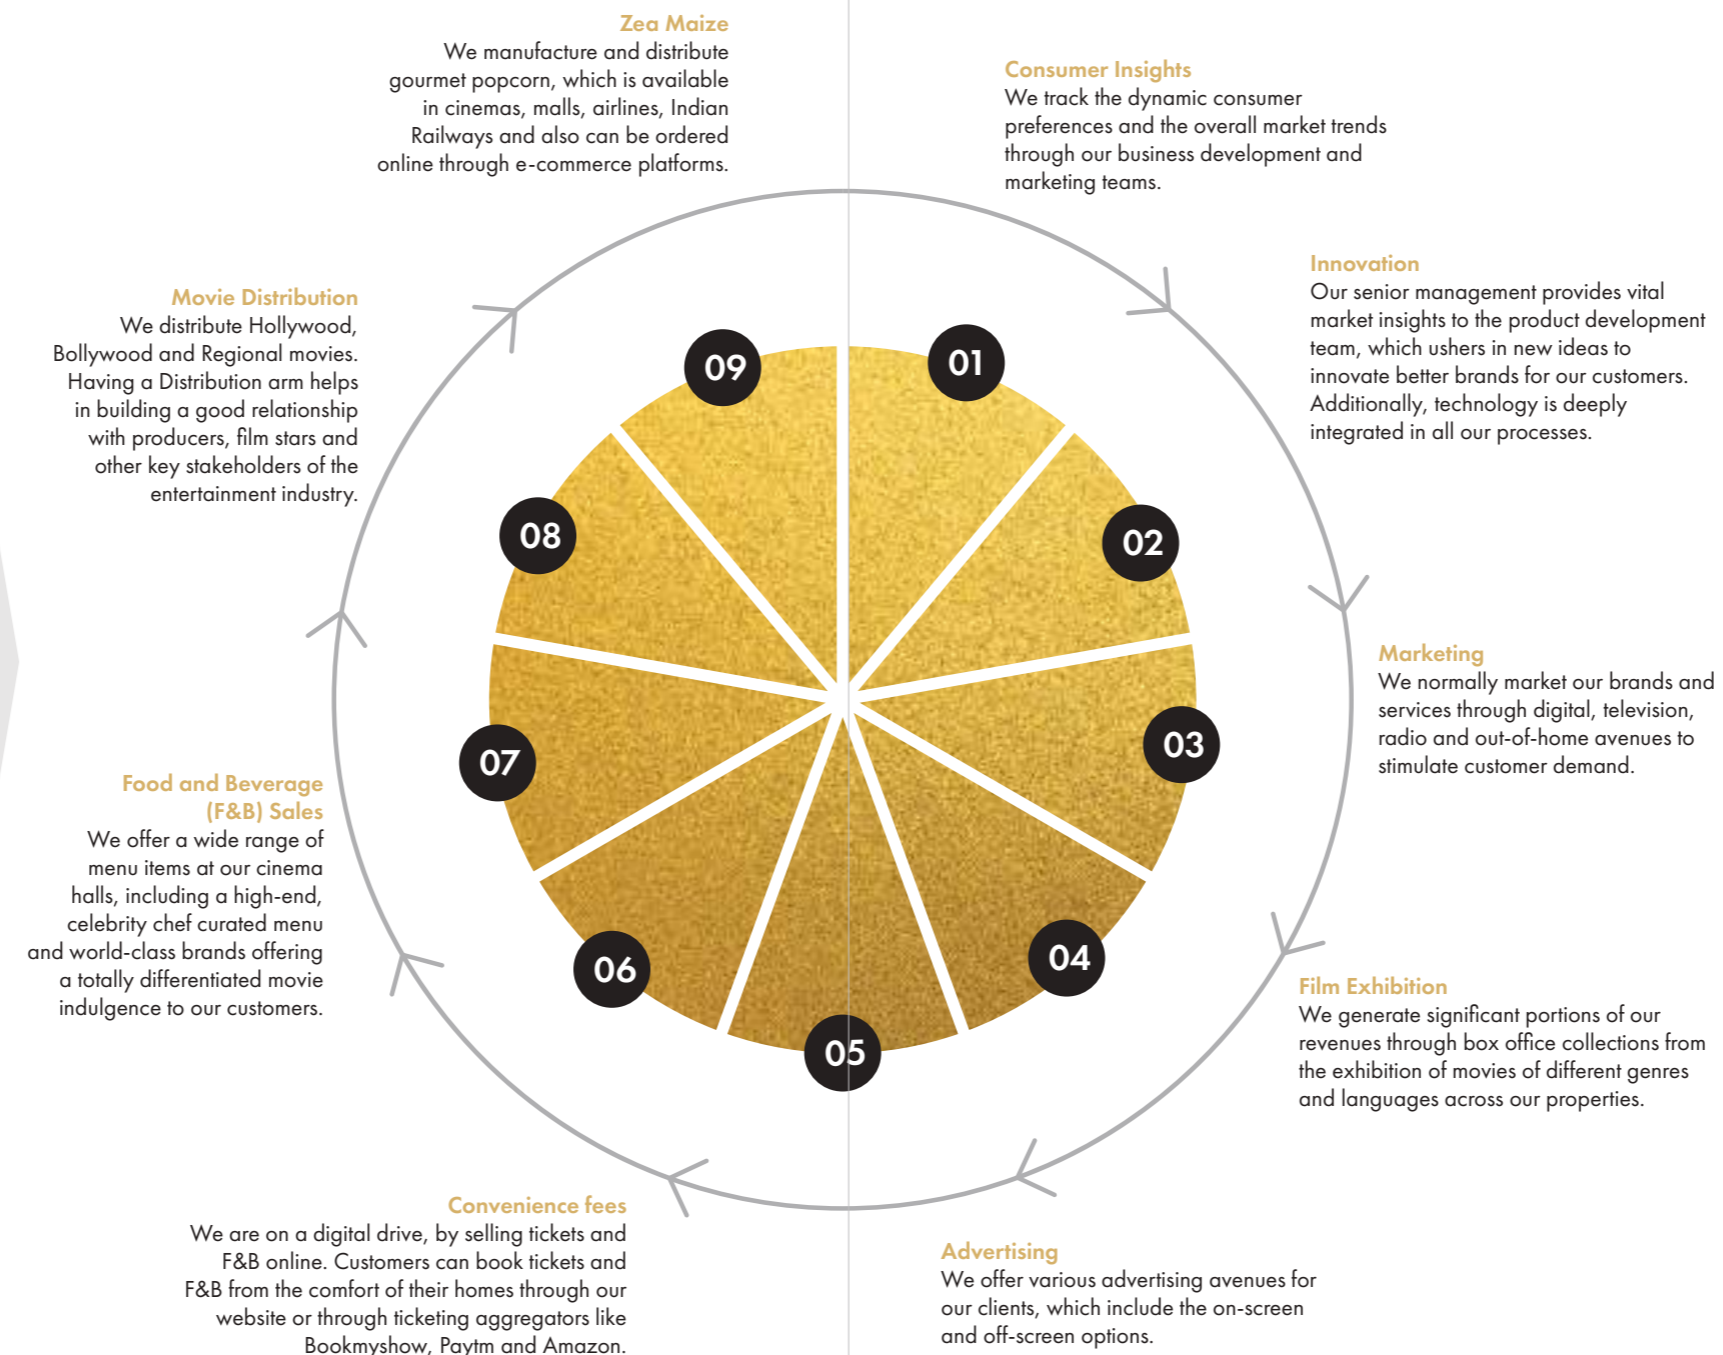 Zea Maize
We manufacture and distribute
gourmet popcorn, which is available
in cinemas, malls, airlines, Indian
Railways and also can be ordered
online through e-commerce platforms.
Consumer Insights
We track the dynamic consumer
preferences and the overall market trends
through our business development and
marketing teams.
Innovation
Our senior management provides vital
market insights to the product development
team, which ushers in new ideas to
innovate better brands for our customers.
Additionally, technology is deeply
integrated in all our processes.
Movie Distribution
We distribute Hollywood,
Bollywood and Regional movies.
Having a Distribution arm helps
in building a good relationship
with producers, film stars and
other key stakeholders of the
entertainment industry.
09
01
08
02
07
03
06
04
05
Marketing
We normally market our brands and
services through digital, television,
radio and out-of-home avenues to
stimulate customer demand.
Food and Beverage
(F&B) Sales
We offer a wide range of
menu items at our cinema
halls, including a high-end,
celebrity chef curated menu
and world-class brands offering
a totally differentiated movie
indulgence to our customers.
Film Exhibition
We generate significant portions of our
revenues through box office collections from
the exhibition of movies of different genres
and languages across our properties.
Convenience fees
We are on a digital drive, by selling tickets and
F&B online. Customers can book tickets and
F&B from the comfort of their homes through our
website or through ticketing aggregators like
Bookmyshow, Paytm and Amazon.
Advertising
We offer various advertising avenues for
our clients, which include the on-screen
and off-screen options.